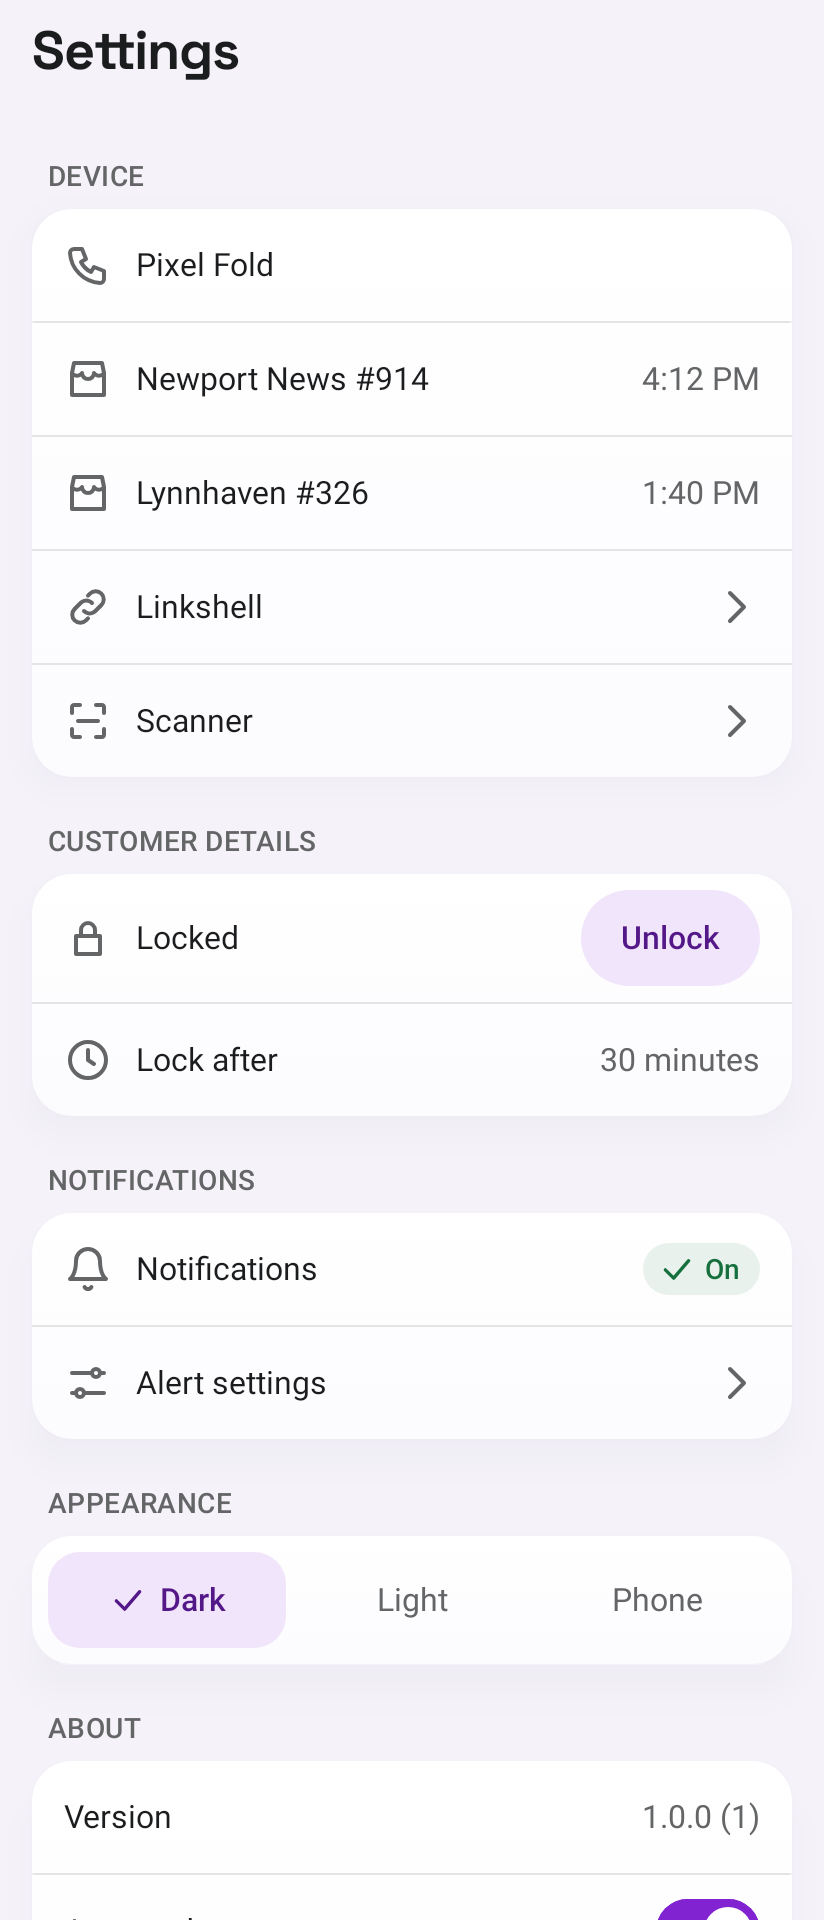 Settings
DEVICE
Pixel Fold
Newport News #914 4:12 PM
Lynnhaven #326 1:40 PM
Linkshell
Scanner
CUSTOMER DETAILS
Locked Unlock
Lock after 30 minutes
NOTIFICATIONS
Notifications On
Alert settings
APPEARANCE
Dark Light Phone
ABOUT
Version 1.0.0 (1)